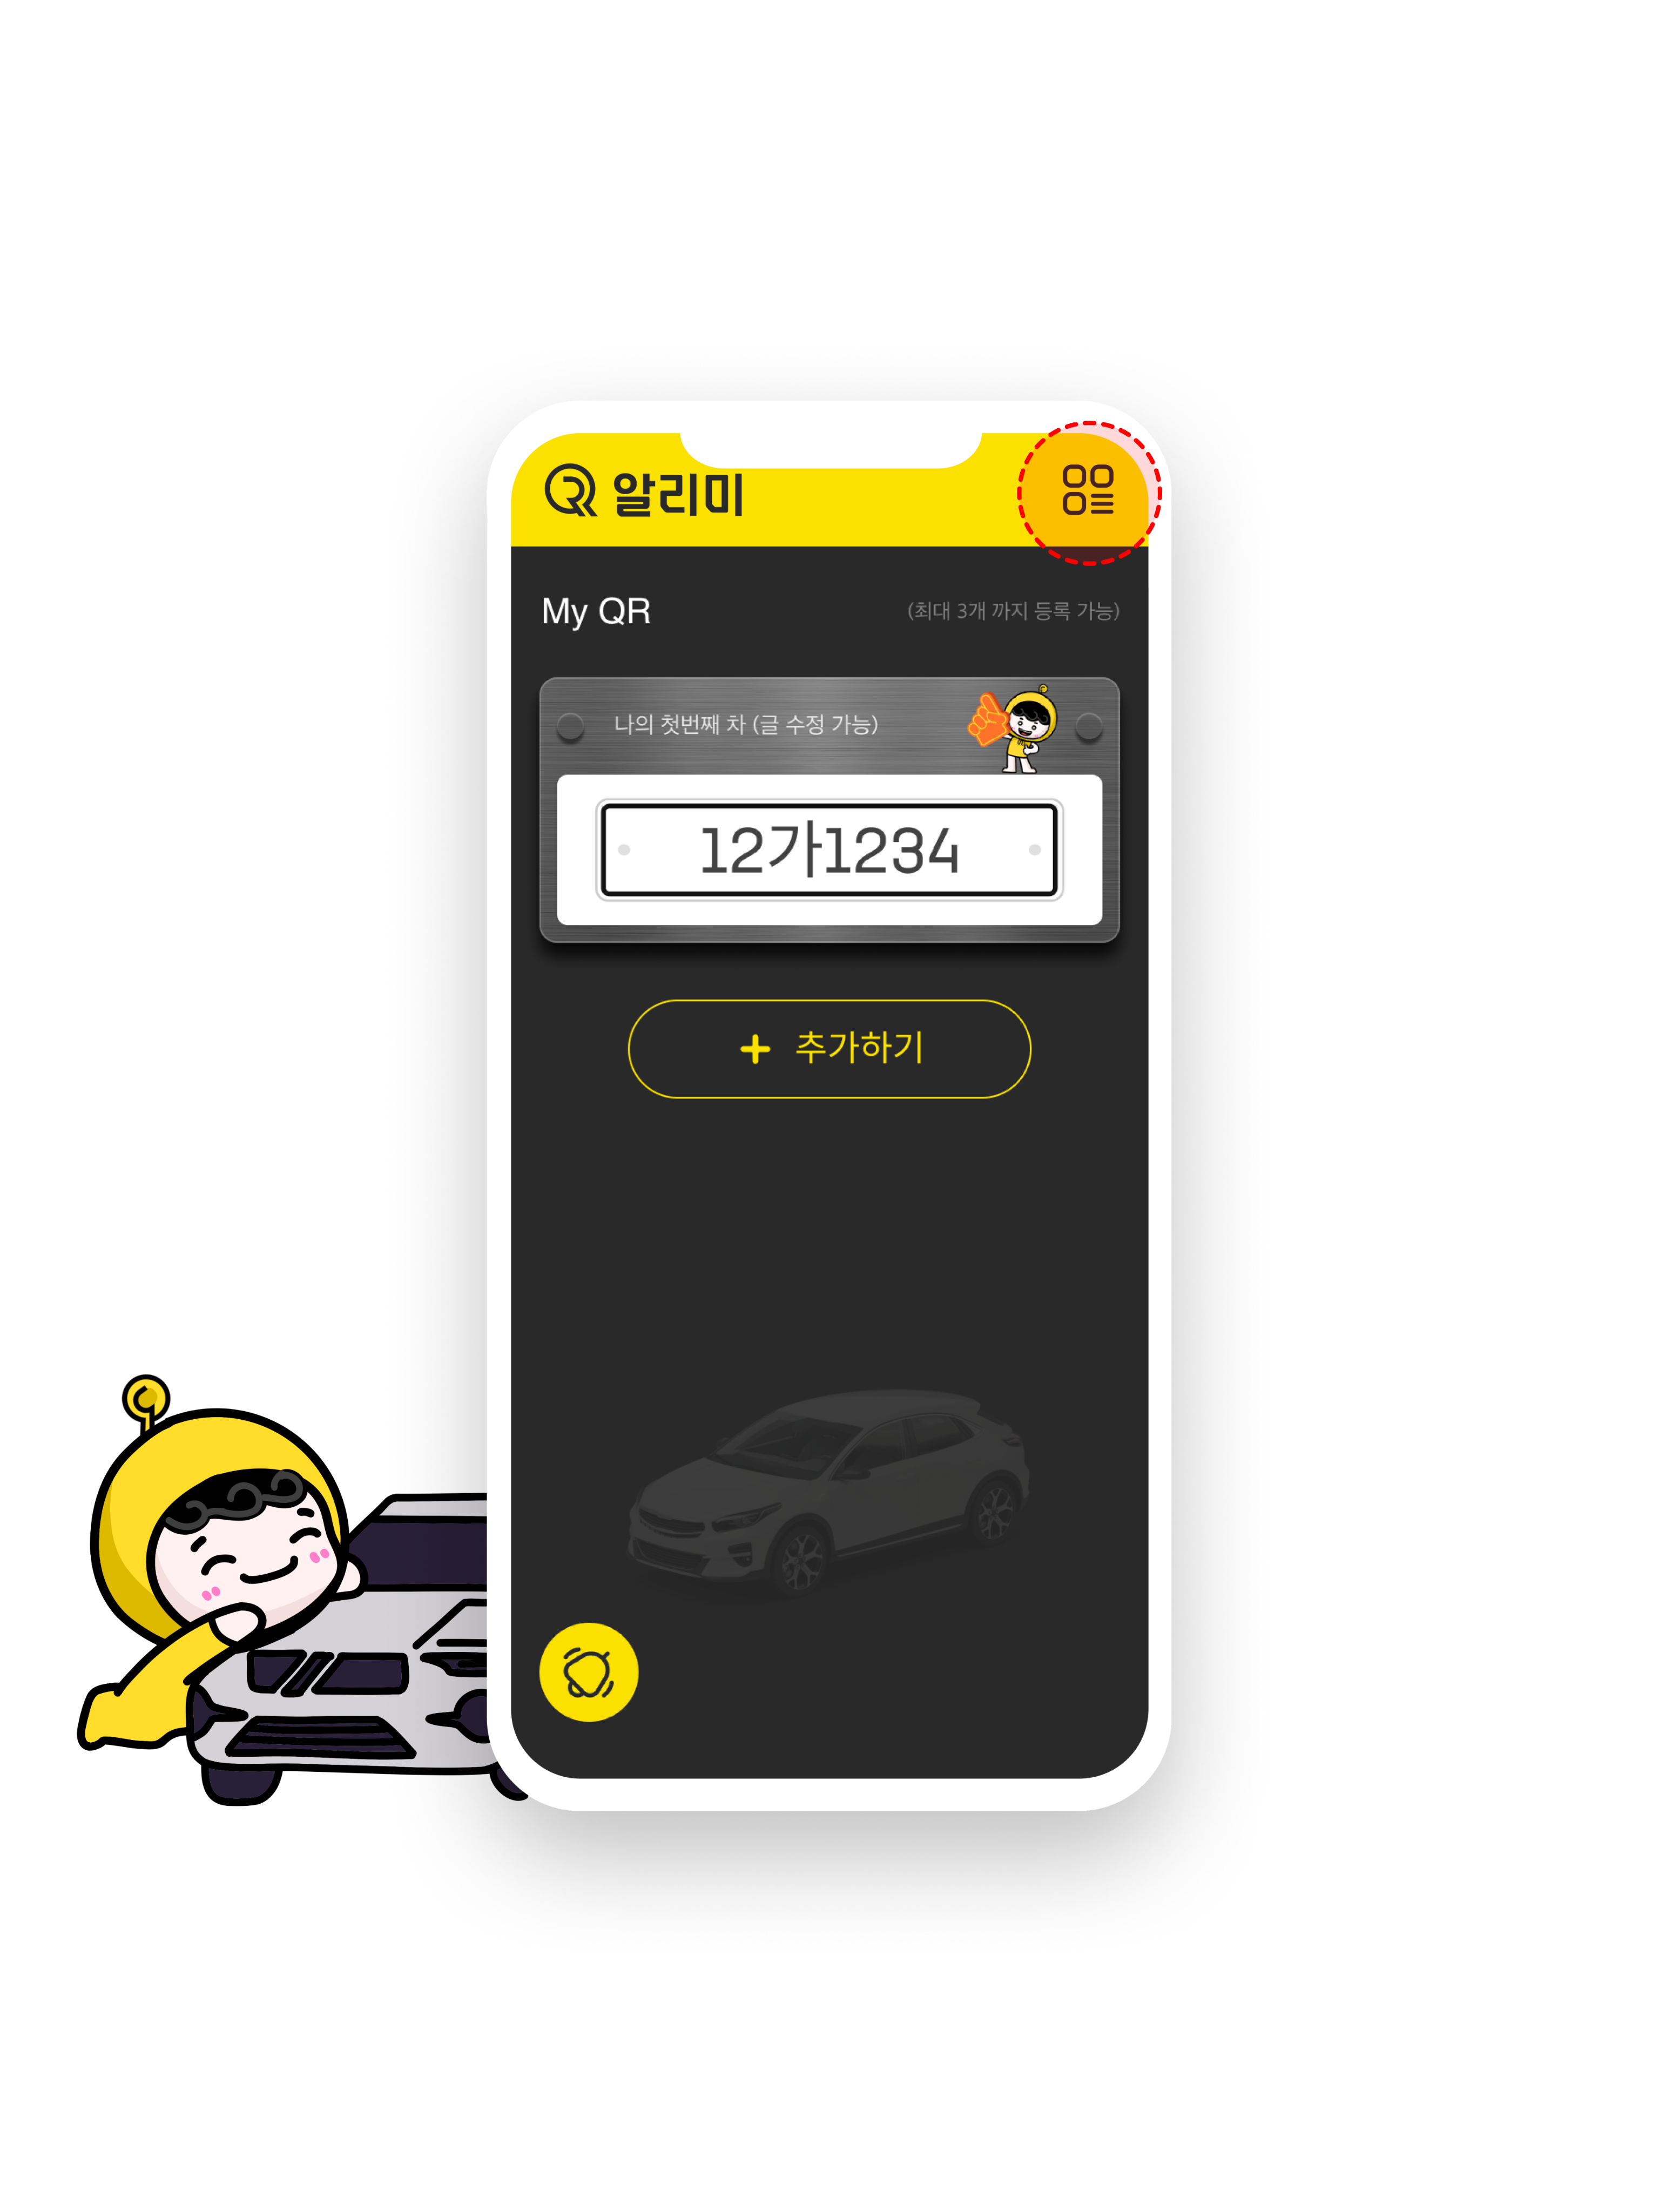 QR 알리미
My QR
(최대 3개 까지 등록 가능)
나의 첫번째 차 (글 수정 가능)
12가1234
+ 추가하기